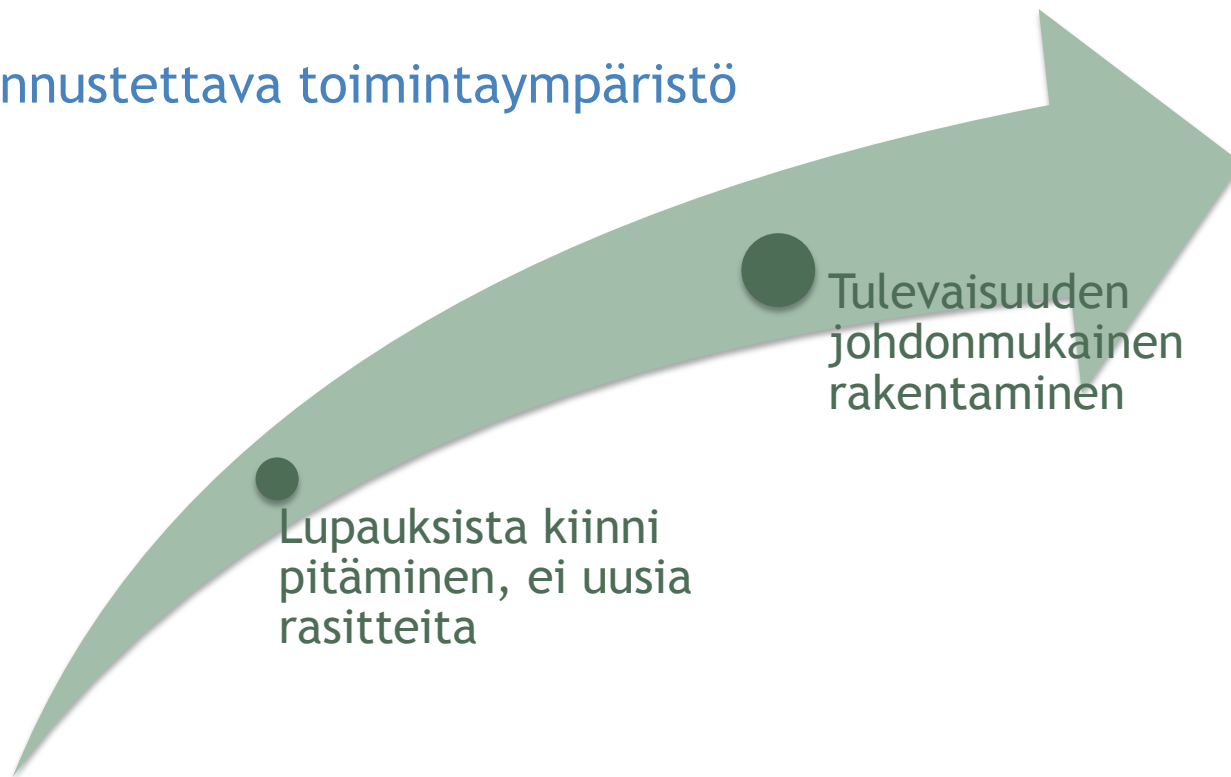 nnustettava toimintaympäristö
Tulevaisuuden
johdonmukainen
rakentaminen
Lupauksista kiinni
pitäminen, ei uusia
rasitteita